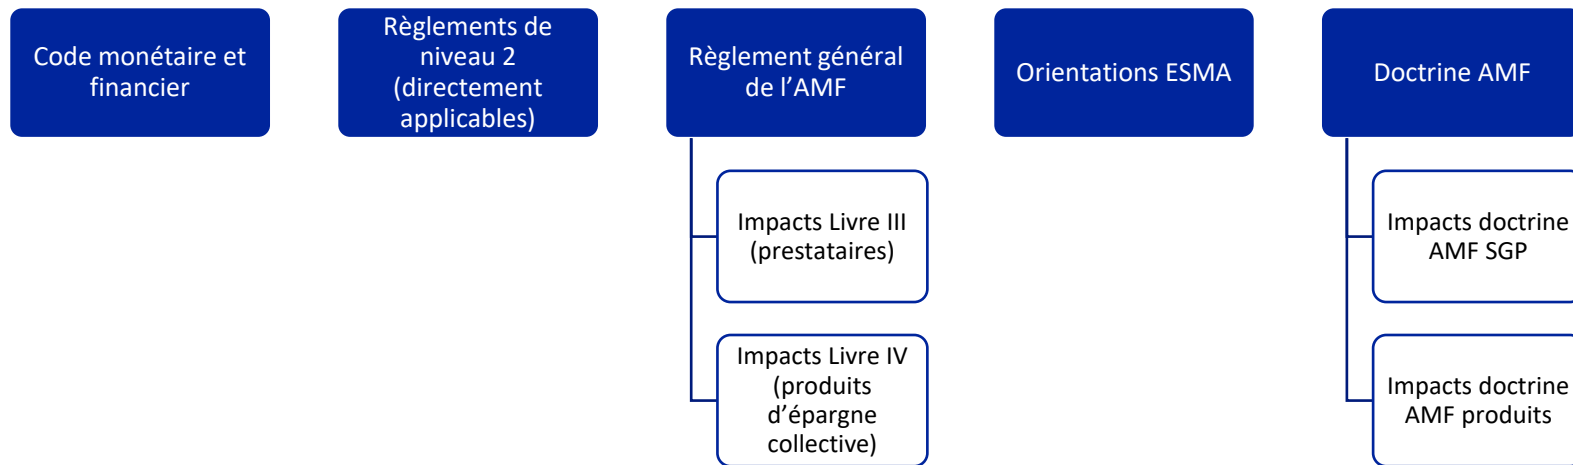 Code monétaire et
financier
Règlements de
niveau 2
(directement
applicables)
Règlement général
de l’AMF
Impacts Livre III
(prestataires)
Impacts Livre IV
(produits
d’épargne
collective)
Orientations ESMA
Doctrine AMF
Impacts doctrine
AMF SGP
Impacts doctrine
AMF produits